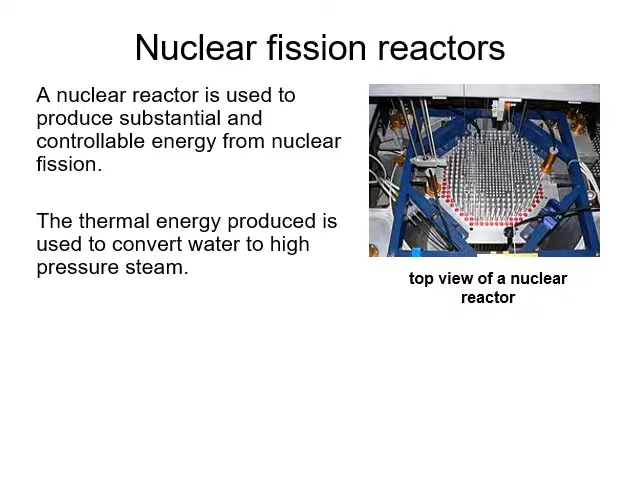 Nuclear fission reactors
A nuclear reactor is used to
produce substantial and
controllable energy from nuclear
fission.
The thermal energy produced is
used to convert water to high
pressure steam.
top view of a nuclear
reactor